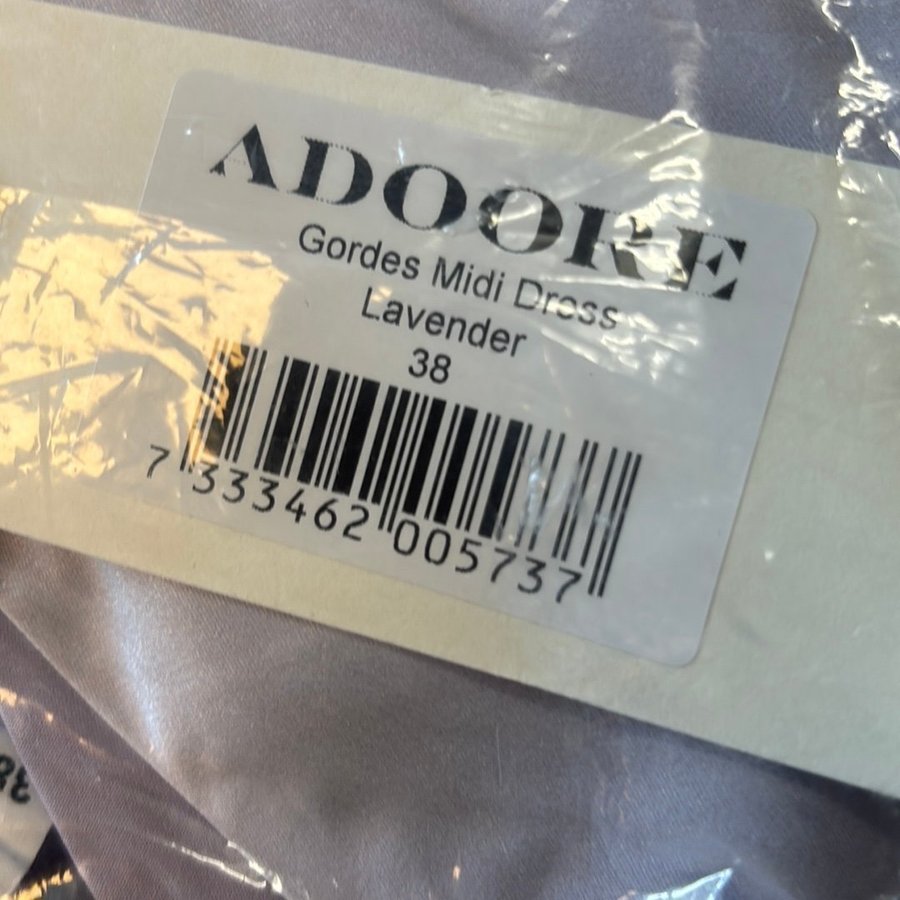 ADOORE
Gordes Midi Dress
Lavender
38
7 333462 005737